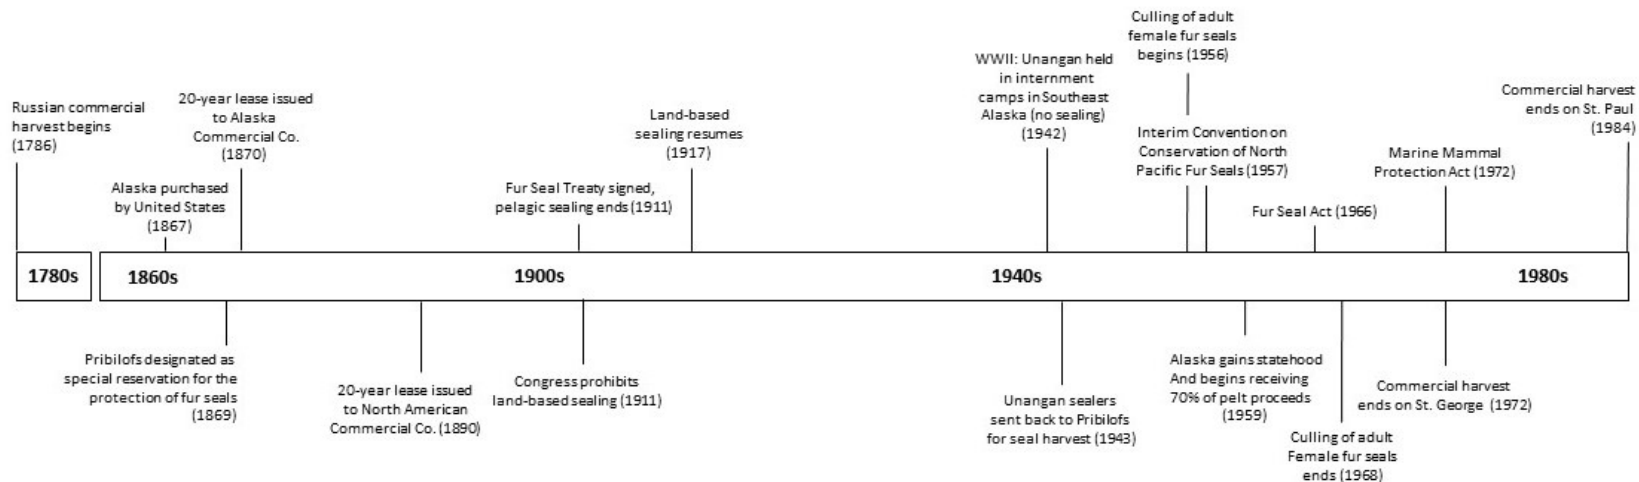 Russian commercial
harvest begins
(1786)
Alaska purchased
by United States
(1867)
20-year lease issued
to Alaska
Commercial Co.
(1870)
Fur Seal Treaty signed,
pelagic sealing ends (1911)
Land-based
sealing resumes
(1917)
WWII: Unangan held
in internment
camps in Southeast
Alaska (no sealing)
(1942)
Culling of adult
female fur seals
begins (1956)
Interim Convention on
Conservation of North
Pacific Fur Seals (1957)
Fur Seal Act (1966)
Marine Mammal
Protection Act (1972)
Commercial harvest
ends on St. Paul
(1984)
1780s
1860s
1900s
1940s
1980s
Pribilofs designated as
special reservation for the
protection of fur seals
(1869)
20-year lease issued
to North American
Commercial Co. (1890)
Congress prohibits
land-based sealing (1911)
Unangan sealers
sent back to Pribilofs
for seal harvest (1943)
Alaska gains statehood
And begins receiving
70% of pelt proceeds
(1959)
Culling of adult
Female fur seals
ends (1968)
Commercial harvest
ends on St. George (1972)